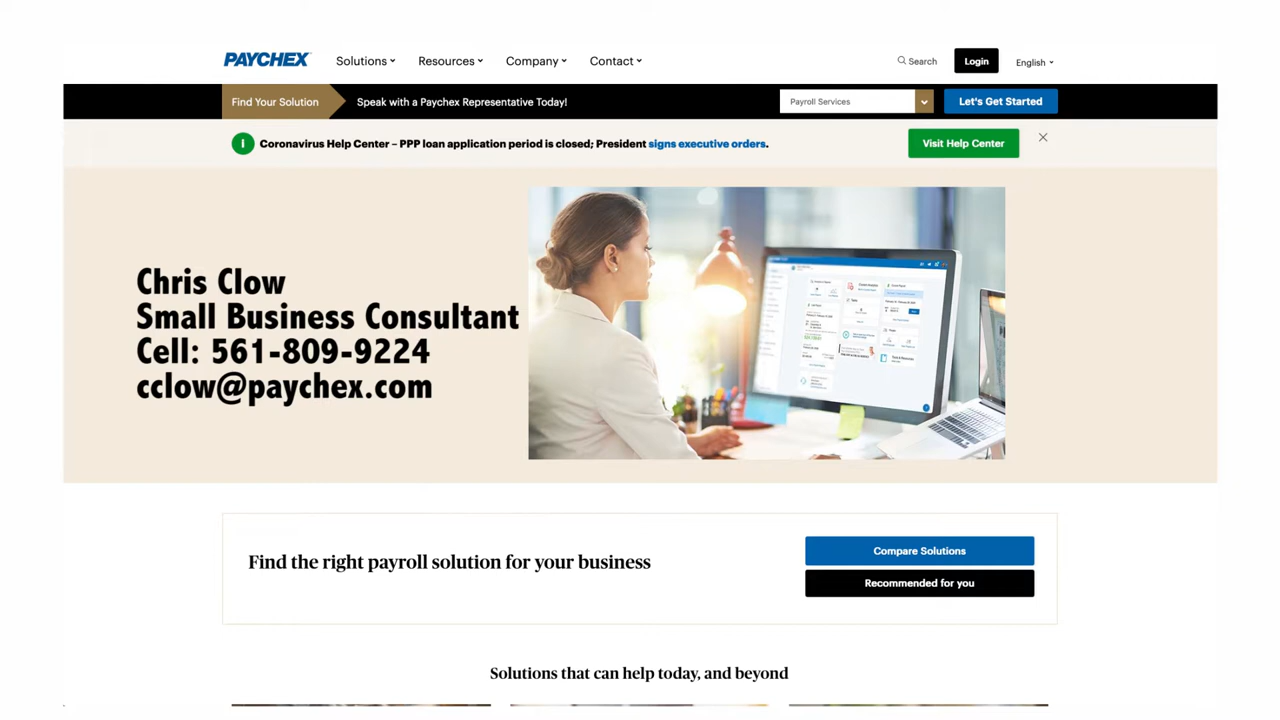 PAYCHEX Solutions Resources Company Contact Search Login English
Find Your Solution Speak with a Paychex Representative Today! Payroll Services Let's Get Started
i Coronavirus Help Center – PPP loan application period is closed; President signs executive orders. Visit Help Center
Chris Clow
Small Business Consultant
Cell: 561-809-9224
cclow@paychex.com
Find the right payroll solution for your business
Compare Solutions
Recommended for you
Solutions that can help today, and beyond